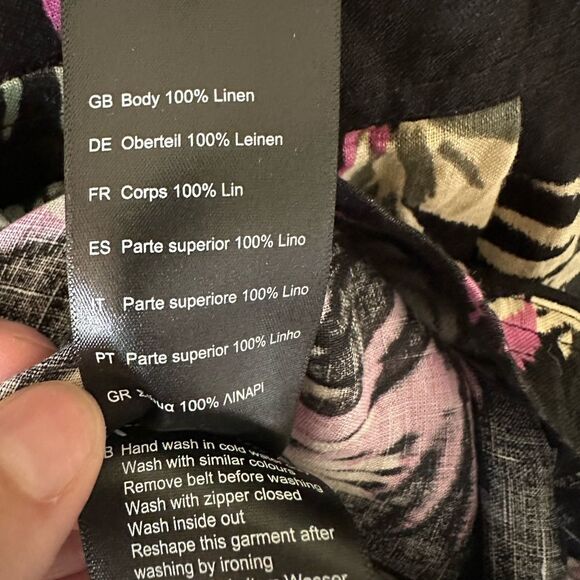 GB Body 100% Linen
DE Oberteil 100% Leinen
FR Corps 100% Lin
ES Parte superior 100% Lino
IT Parte superiore 100% Lino
PT Parte superior 100% Linho
GR 100% ΛΙΝΑΡΙ
Hand wash in cold water
Wash with similar colours
Remove belt before washing
Wash with zipper closed
Wash inside out
Reshape this garment after
washing by ironing
Wasser